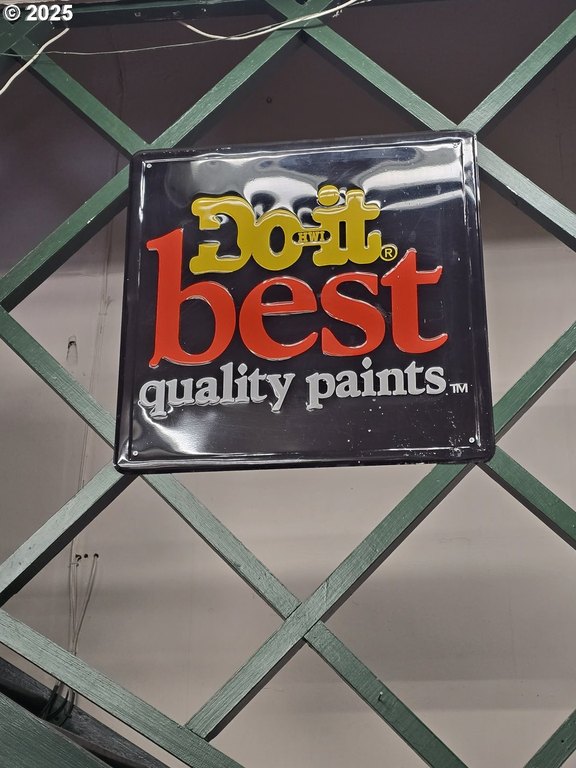 © 2025
Do-it
HWI
®
best
quality paints.™